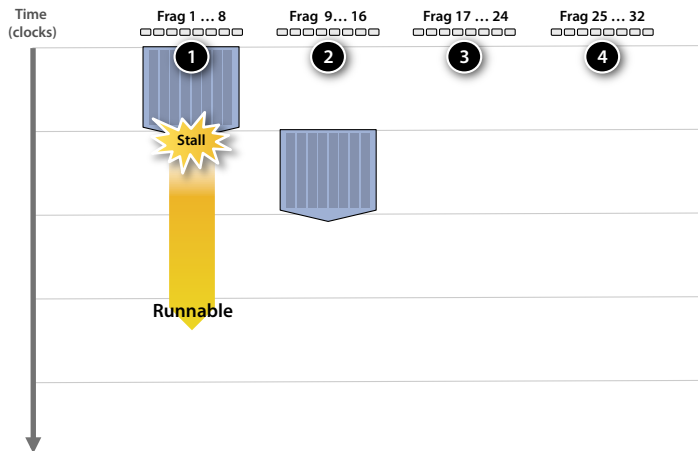 Time
(clocks)
Frag 1 … 8
Frag 9… 16
Frag 17 … 24
Frag 25 … 32
1
2
3
4
Stall
Runnable